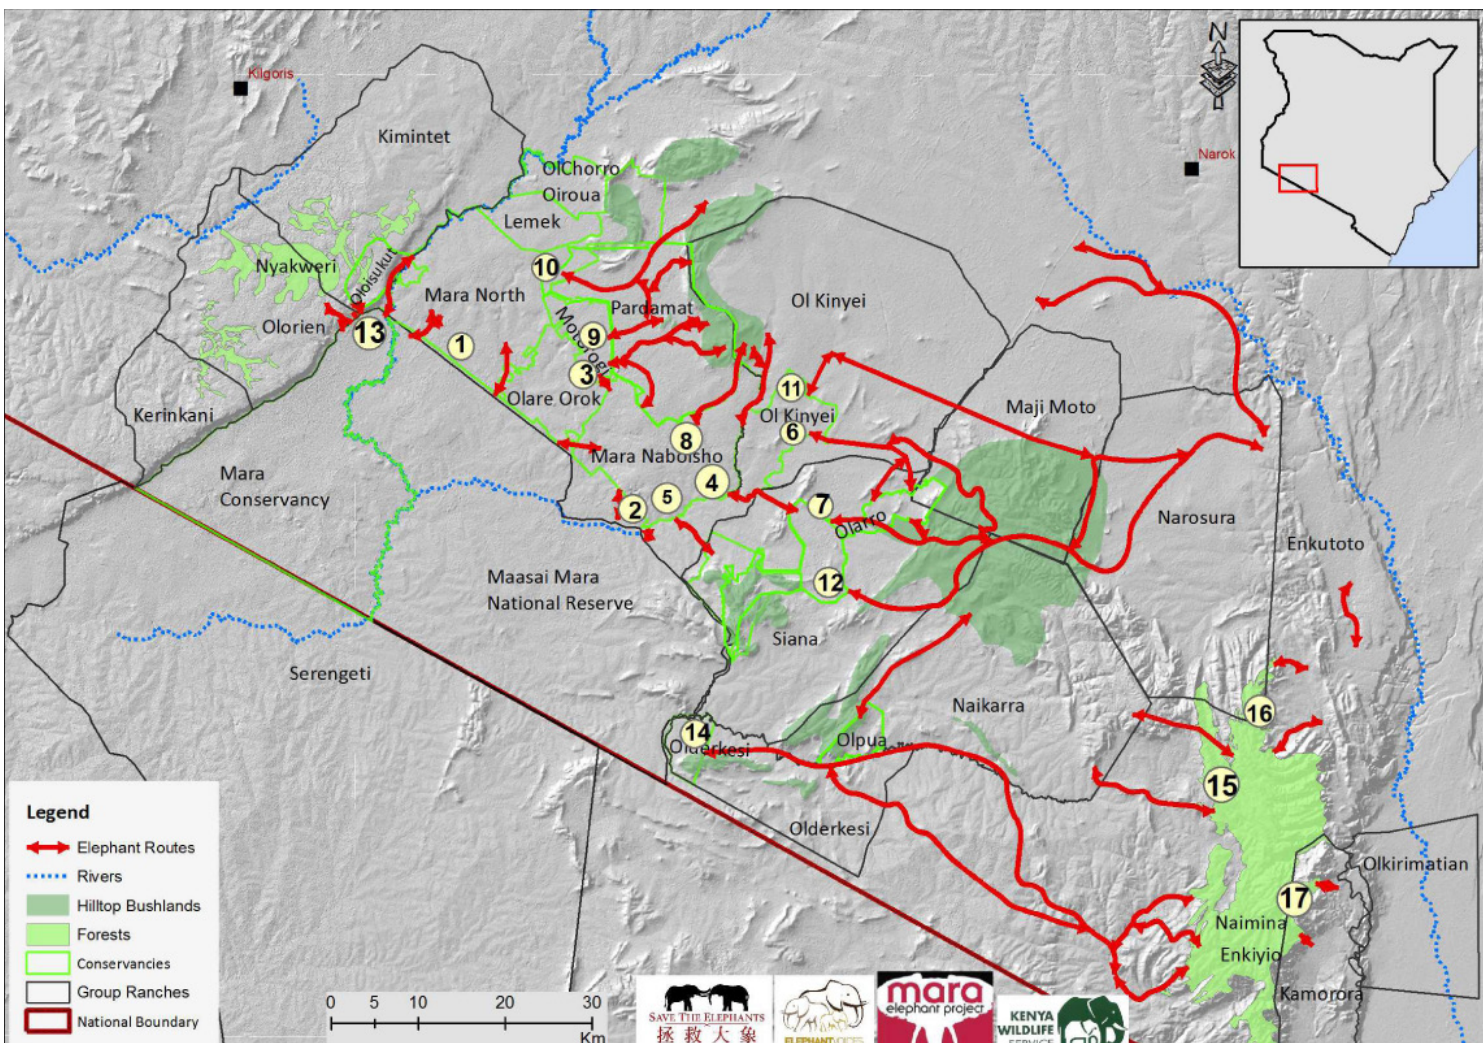 N
Kilgoris
Kimintet
OlChorro
Oiroua
Narok
Lemek
Nyakweri
Oloisukut
Mara North
10
Pardamat
Ol Kinyei
Olorien
13
1
9
Motorogi
3
Olare Orok
11
Ol Kinyei
6
Maji Moto
Kerinkani
8
Mara Naboisho
Mara
Conservancy
4
5
2
7
Olarro
Narosura
Enkutoto
Maasai Mara
National Reserve
12
Siana
Serengeti
Naikarra
16
14
Olderkesi
Olpua
15
Olderkesi
Olkirimatian
17
Naimina
Enkiyio
Kamorora
Legend
Elephant Routes
Rivers
Hilltop Bushlands
Forests
Conservancies
Group Ranches
National Boundary
0 5 10 20 30
Km
SAVE THE ELEPHANTS
拯救大象
ELEPHANTVOICES
mara
elephant project
KENYA
WILDLIFE
SERVICE